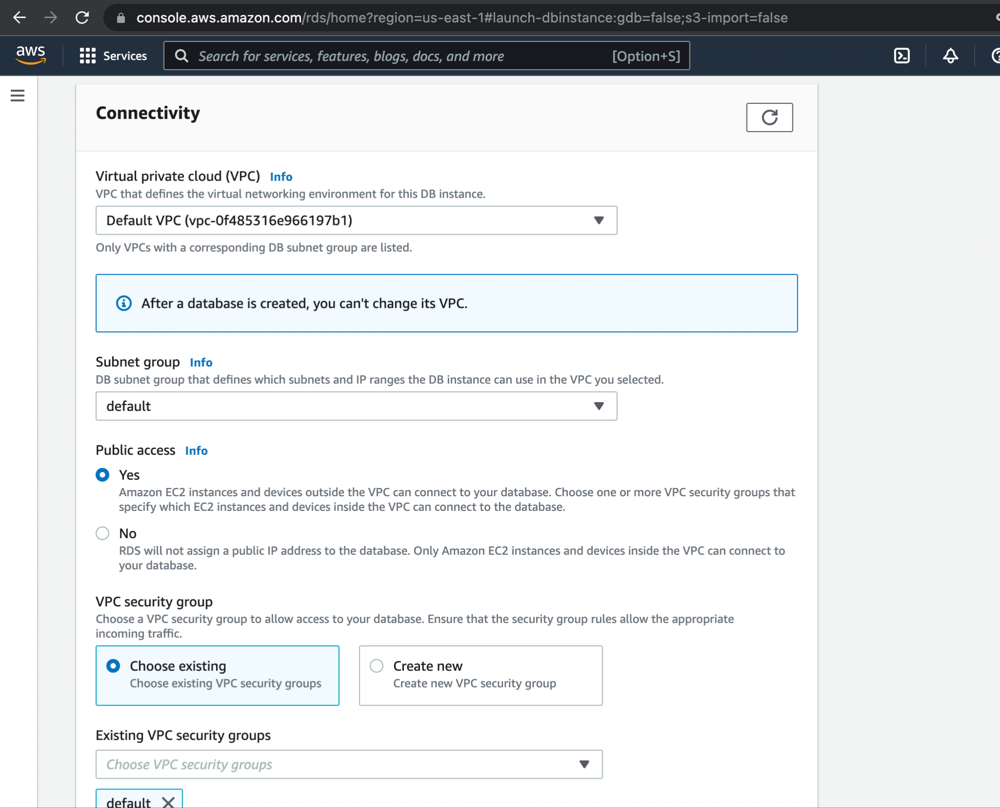 console.aws.amazon.com/rds/home?region=us-east-1#launch-dbinstance:gdb=false;s3-import=false
aws
Services
Search for services, features, blogs, docs, and more
[Option+S]
Connectivity
Virtual private cloud (VPC) Info
VPC that defines the virtual networking environment for this DB instance.
Default VPC (vpc-0f485316e966197b1)
Only VPCs with a corresponding DB subnet group are listed.
After a database is created, you can't change its VPC.
Subnet group Info
DB subnet group that defines which subnets and IP ranges the DB instance can use in the VPC you selected.
default
Public access Info
Yes
Amazon EC2 instances and devices outside the VPC can connect to your database. Choose one or more VPC security groups that
specify which EC2 instances and devices inside the VPC can connect to the database.
No
RDS will not assign a public IP address to the database. Only Amazon EC2 instances and devices inside the VPC can connect to
your database.
VPC security group
Choose a VPC security group to allow access to your database. Ensure that the security group rules allow the appropriate
incoming traffic.
Choose existing
Choose existing VPC security groups
Create new
Create new VPC security group
Existing VPC security groups
Choose VPC security groups
default